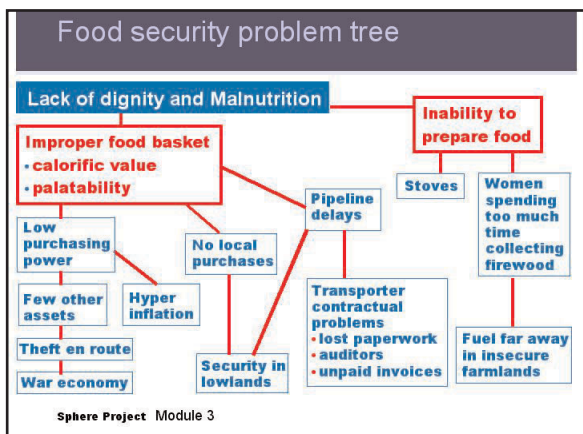 Food security problem tree
Lack of dignity and Malnutrition
Inability to
prepare food
Improper food basket
• calorific value
• palatability
Stoves
Women
spending
too much
time
collecting
firewood
Pipeline
delays
Low
purchasing
power
No local
purchases
Few other
assets
Hyper
inflation
Transporter
contractual
problems
• lost paperwork
• auditors
• unpaid invoices
Fuel far away
in insecure
farmlands
Theft en route
Security in
lowlands
War economy
Sphere Project Module 3